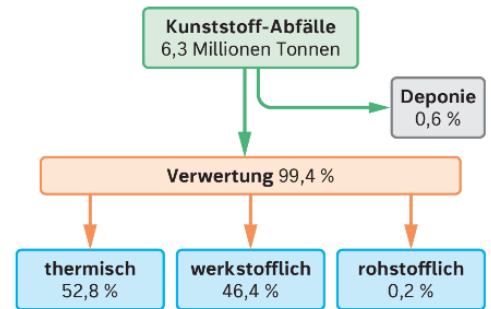 Kunststoff-Abfälle
6,3 Millionen Tonnen
Deponie
0,6 %
Verwertung 99,4 %
thermisch
52,8 %
werkstofflich
46,4 %
rohstofflich
0,2 %